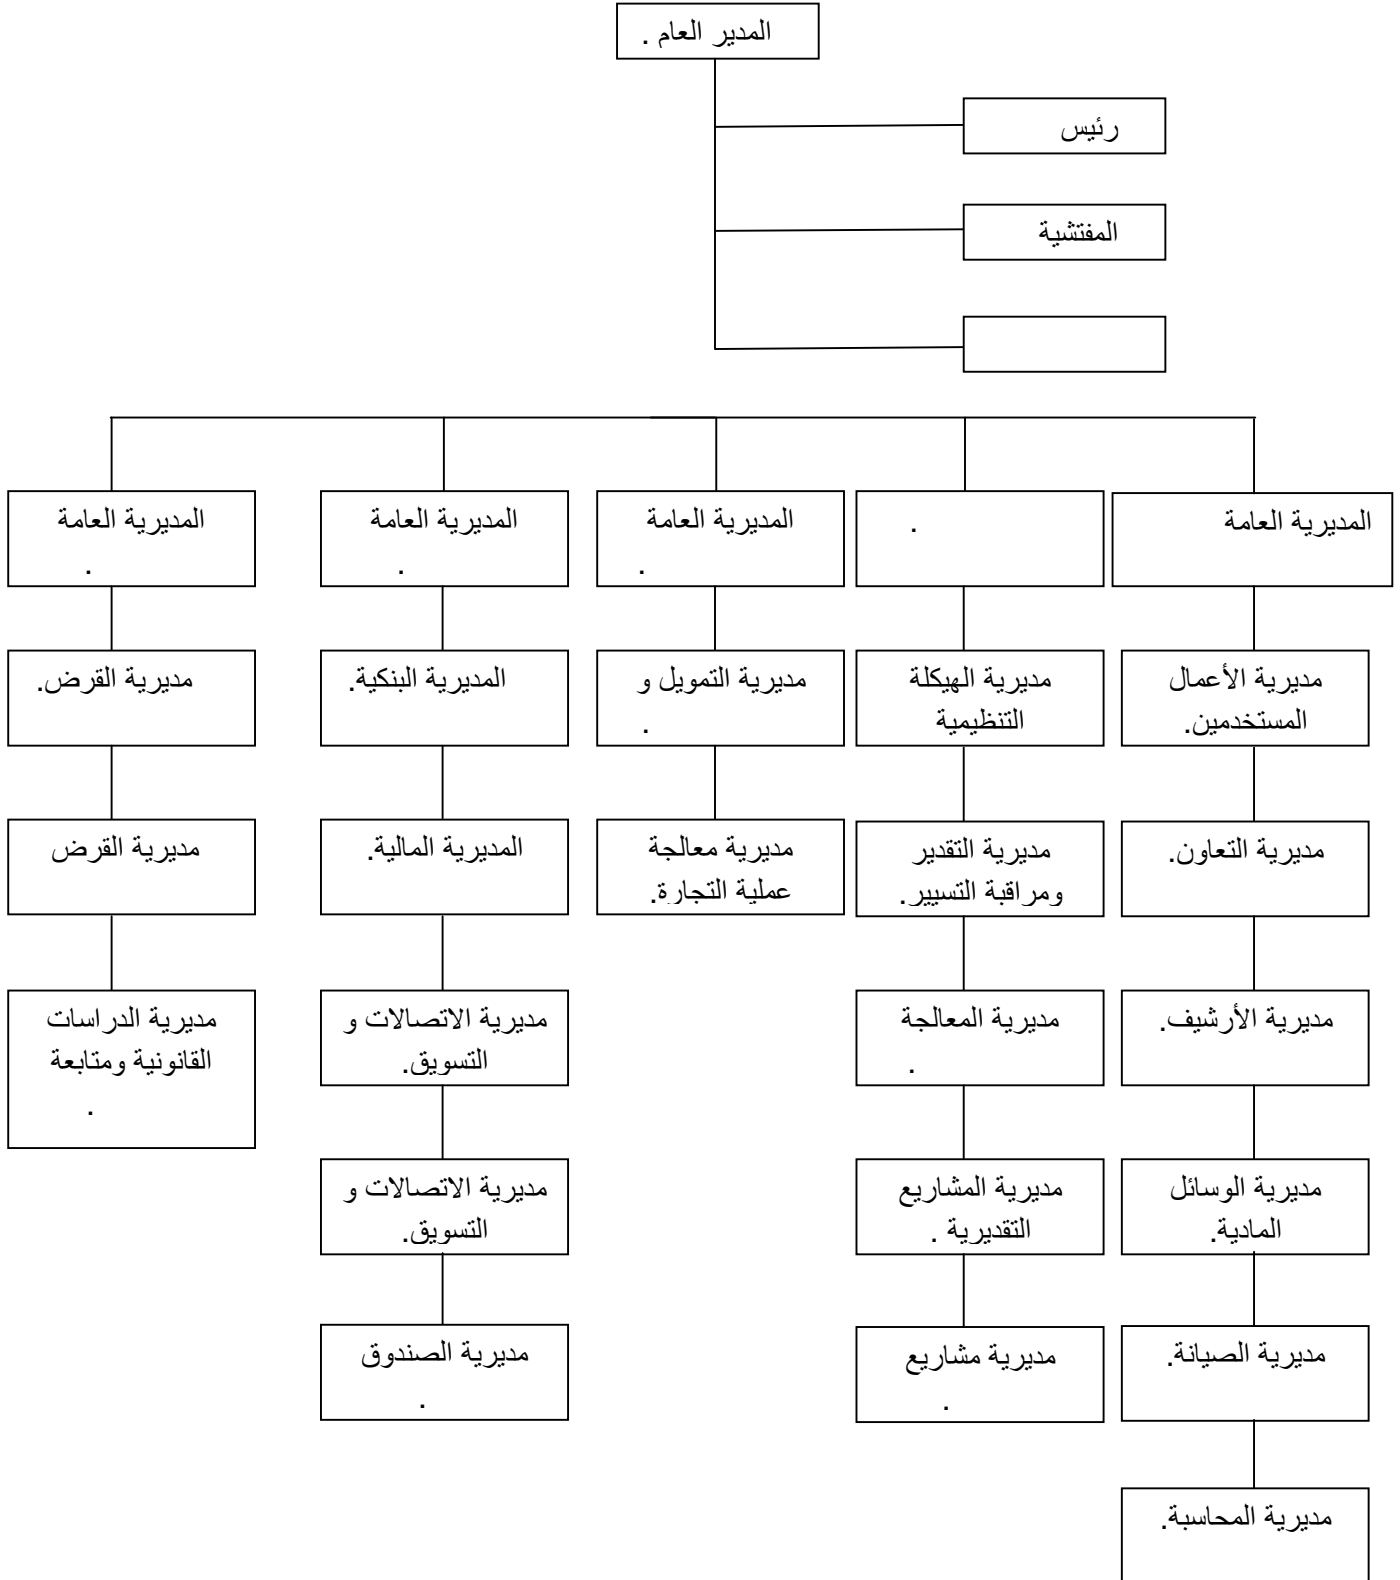 المدير العام .
رئيس
المفتشية
المديرية العامة
.
المديرية العامة
.
المديرية العامة
.
المديرية العامة
.
مديرية الأعمال
المستخدمين.
مديرية الهيكلة
التنظيمية
مديرية التمويل و
.
المديرية البنكية.
مديرية القرض.
مديرية التعاون.
مديرية التقدير
ومراقبة التسيير.
مديرية معالجة
عملية التجارة.
المديرية المالية.
مديرية القرض
مديرية الأرشيف.
مديرية المعالجة
.
مديرية الاتصالات و
التسويق.
مديرية الدراسات
القانونية ومتابعة
.
مديرية الوسائل
المادية.
مديرية المشاريع
التقديرية .
مديرية الاتصالات و
التسويق.
مديرية الصيانة.
مديرية مشاريع
.
مديرية الصندوق
.
مديرية المحاسبة.